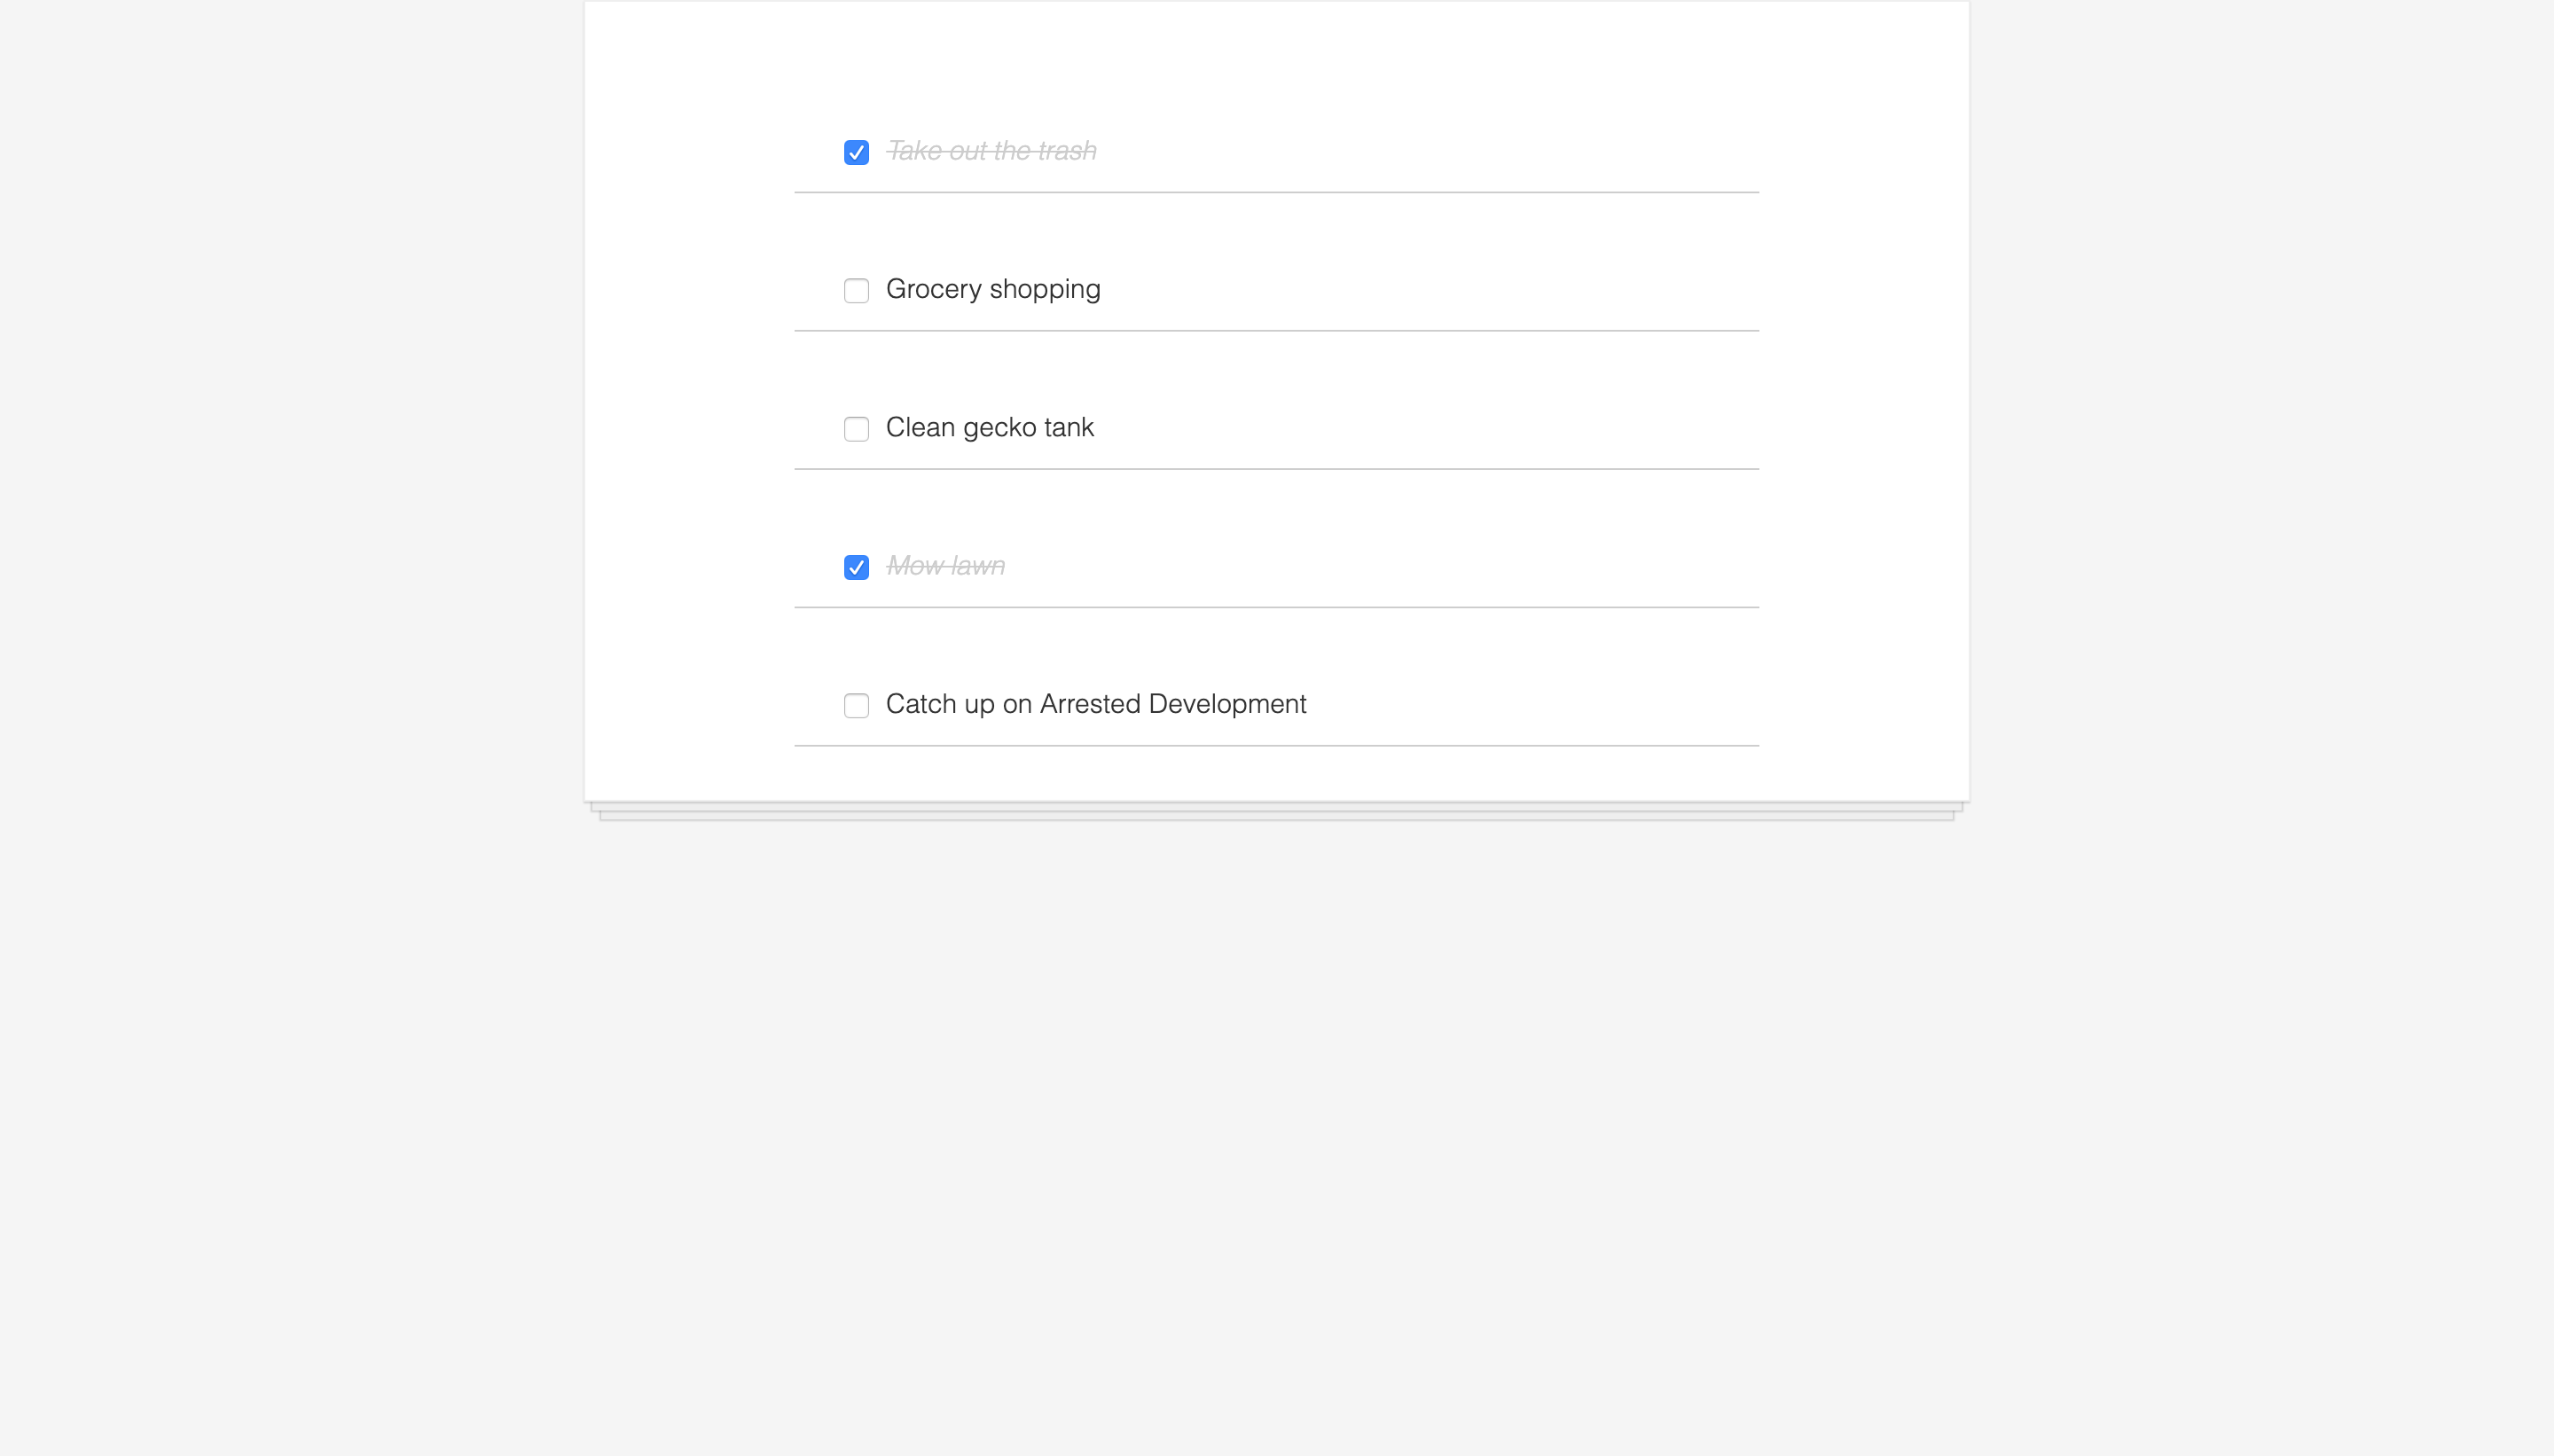 Take out the trash
Grocery shopping
Clean gecko tank
Mow lawn
Catch up on Arrested Development